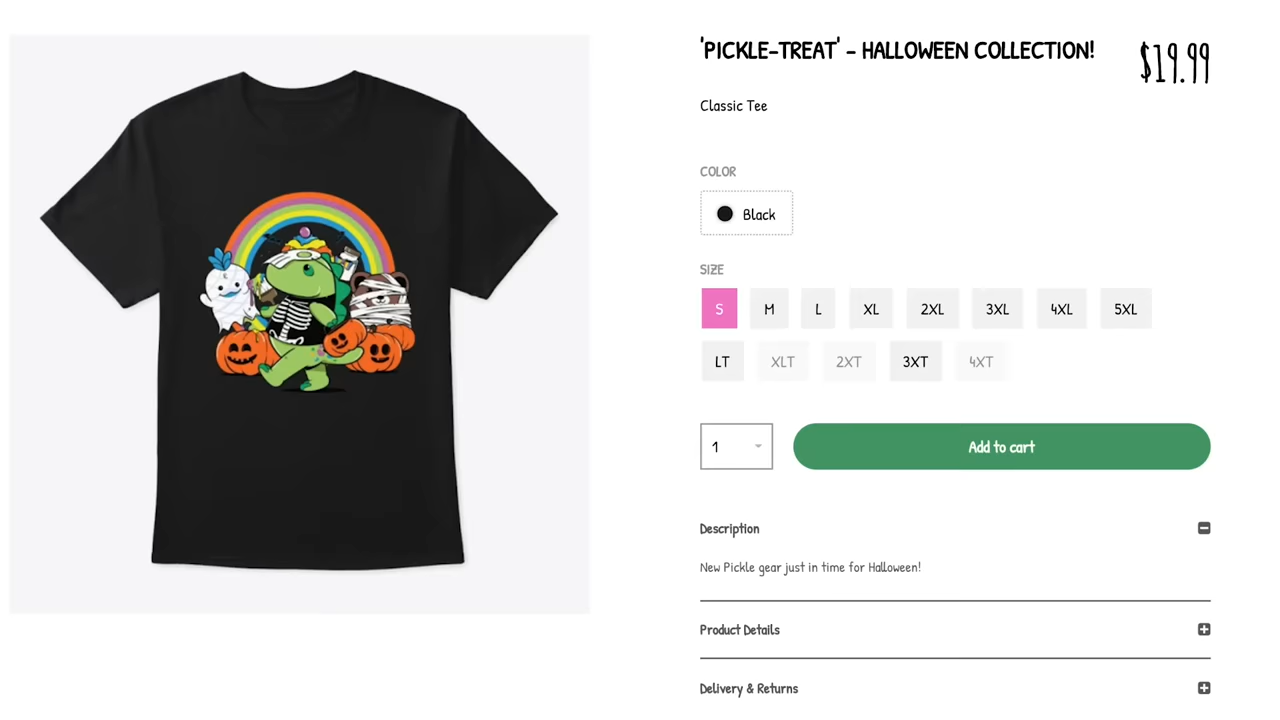 'PICKLE-TREAT' - HALLOWEEN COLLECTION!
$19.99
Classic Tee
COLOR
Black
SIZE
S M L XL 2XL 3XL 4XL 5XL
LT XLT 2XT 3XT 4XT
1
Add to cart
Description
New Pickle gear just in time for Halloween!
Product Details
Delivery & Returns